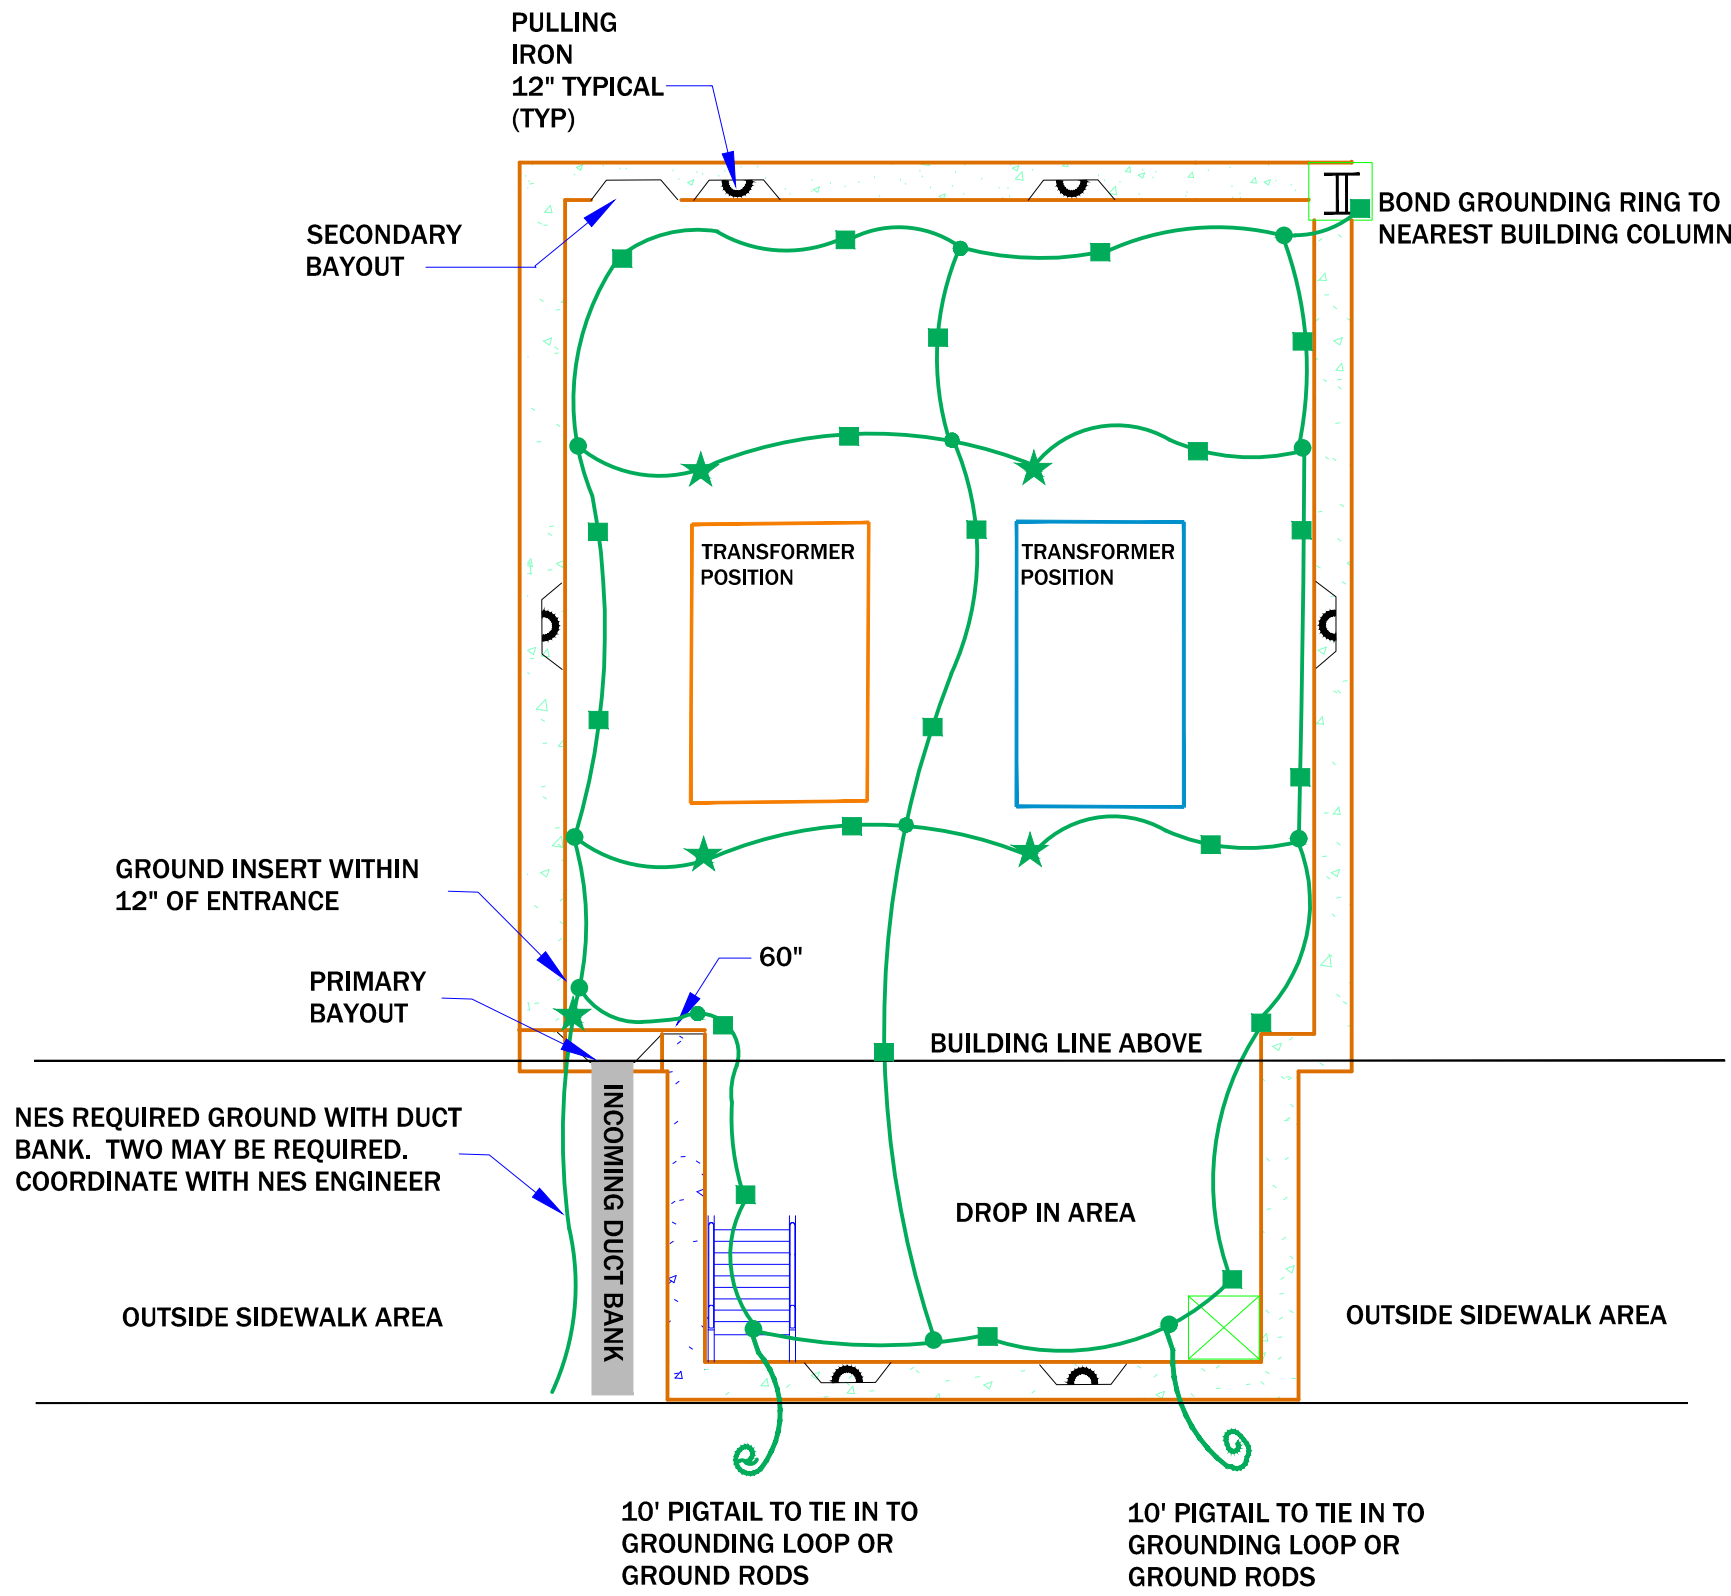 PULLING
IRON
12" TYPICAL
(TYP)
SECONDARY
BAYOUT
BOND GROUNDING RING TO
NEAREST BUILDING COLUMN
TRANSFORMER
POSITION
TRANSFORMER
POSITION
GROUND INSERT WITHIN
12" OF ENTRANCE
PRIMARY
BAYOUT
60"
BUILDING LINE ABOVE
NES REQUIRED GROUND WITH DUCT
BANK.  TWO MAY BE REQUIRED.
COORDINATE WITH NES ENGINEER
INCOMING DUCT BANK
DROP IN AREA
OUTSIDE SIDEWALK AREA
OUTSIDE SIDEWALK AREA
10' PIGTAIL TO TIE IN TO
GROUNDING LOOP OR
GROUND RODS
10' PIGTAIL TO TIE IN TO
GROUNDING LOOP OR
GROUND RODS